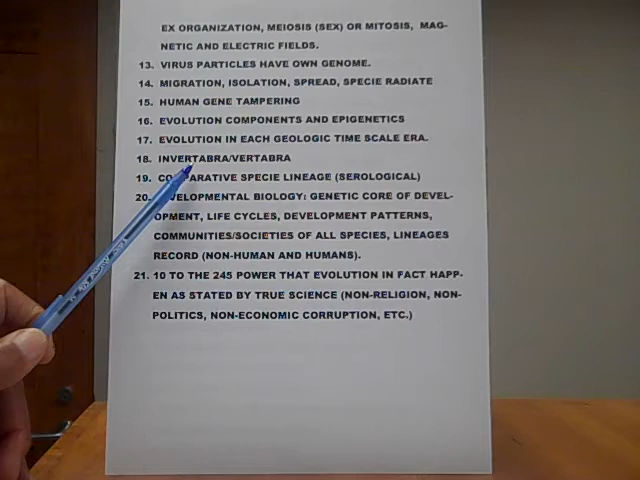 EX ORGANIZATION, MEIOSIS (SEX) OR MITOSIS, MAG-
NETIC AND ELECTRIC FIELDS.
13. VIRUS PARTICLES HAVE OWN GENOME.
14. MIGRATION, ISOLATION, SPREAD, SPECIE RADIATE
15. HUMAN GENE TAMPERING
16. EVOLUTION COMPONENTS AND EPIGENETICS
17. EVOLUTION IN EACH GEOLOGIC TIME SCALE ERA.
18. INVERTABRA/VERTABRA
19. COMPARATIVE SPECIE LINEAGE (SEROLOGICAL)
20. DEVELOPMENTAL BIOLOGY: GENETIC CORE OF DEVEL-
OPMENT, LIFE CYCLES, DEVELOPMENT PATTERNS,
COMMUNITIES/SOCIETIES OF ALL SPECIES, LINEAGES
RECORD (NON-HUMAN AND HUMANS).
21. 10 TO THE 245 POWER THAT EVOLUTION IN FACT HAPP-
EN AS STATED BY TRUE SCIENCE (NON-RELIGION, NON-
POLITICS, NON-ECONOMIC CORRUPTION, ETC.)